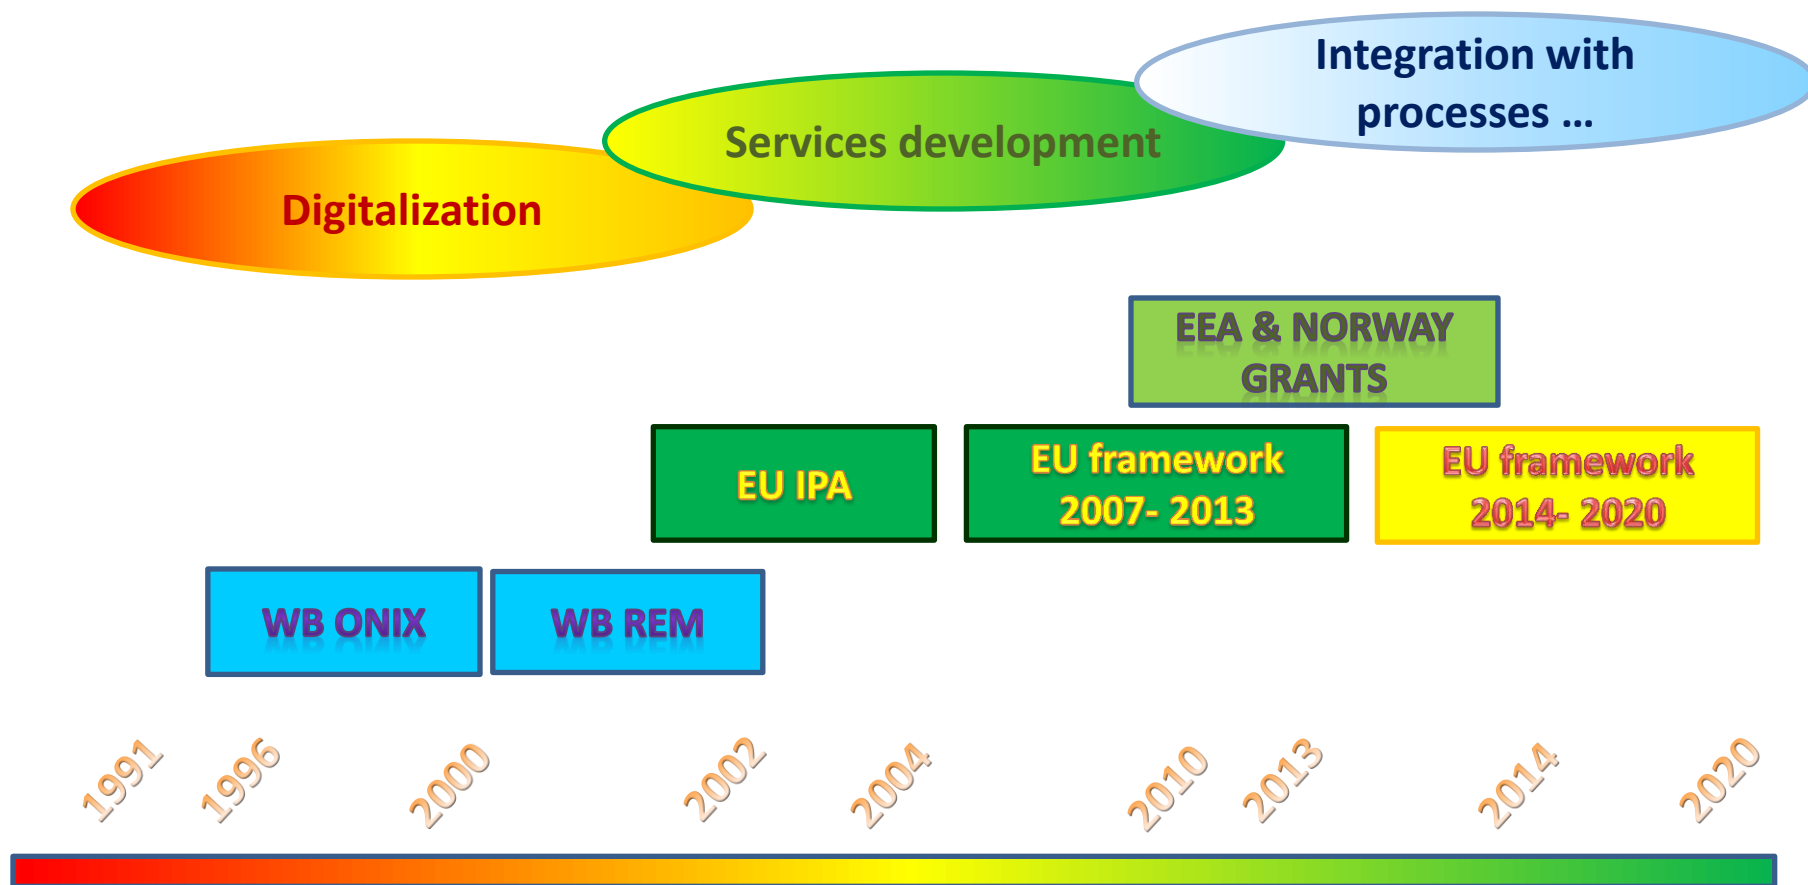 Integration with
processes ...
Services development
Digitalization
EEA & NORWAY
GRANTS
EU IPA
EU framework
2007- 2013
EU framework
2014- 2020
WB ONIX
WB REM
1991
1996
2000
2002
2004
2010
2013
2014
2020